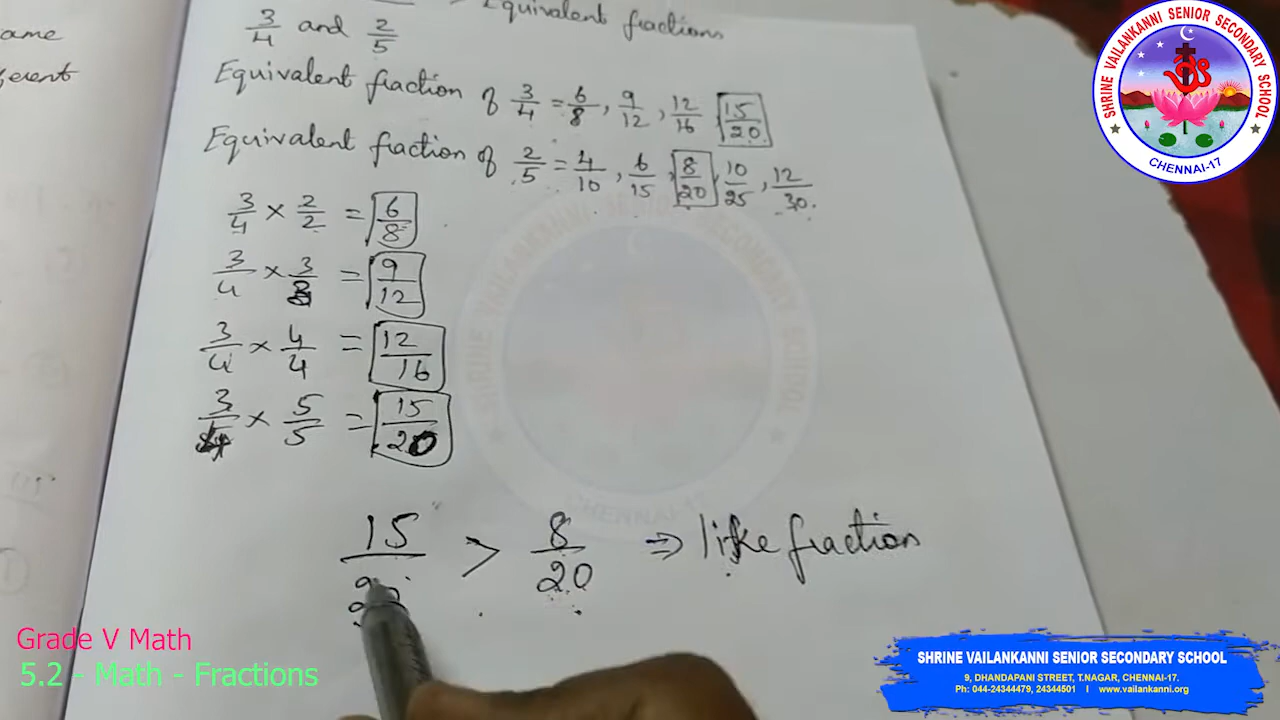 ame
ferent
Equivalent fractions
3/4 and 2/5
Equivalent fraction of 3/4 = 6/8, 9/12, 12/16 15/20
Equivalent fraction of 2/5 = 4/10, 6/15, 8/20, 10/25, 12/30.
3/4 × 2/2 = 6/8
3/4 × 3/3 = 9/12
3/4 × 4/4 = 12/16
3/4 × 5/5 = 15/20
15/20 > 8/20 ⇒ like fraction
SHRINE VAILANKANNI SENIOR SECONDARY SCHOOL
CHENNAI-17
Grade V Math
5.2 - Math - Fractions
SHRINE VAILANKANNI SENIOR SECONDARY SCHOOL
9, DHANDAPANI STREET, T.NAGAR, CHENNAI-17.
Ph: 044-24344479, 24344501 I www.vailankanni.org